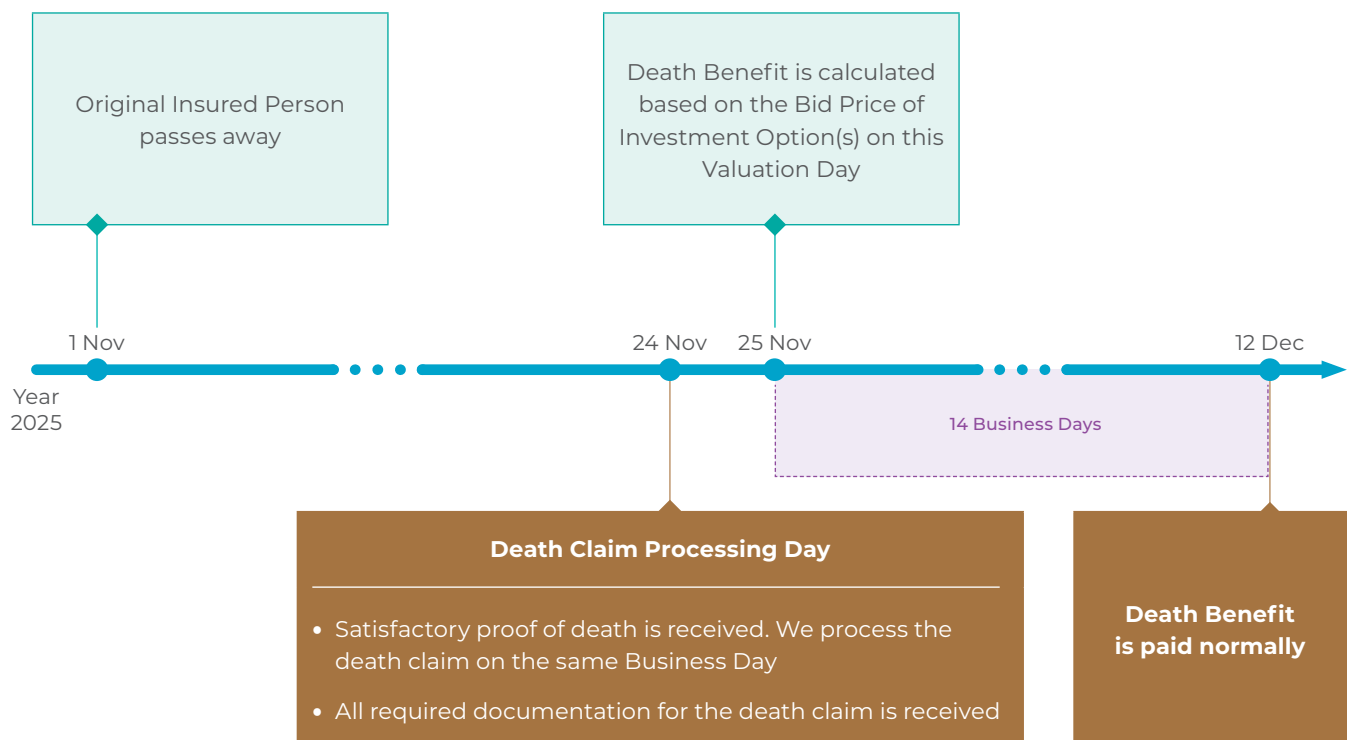 Original Insured Person
passes away
Death Benefit is calculated
based on the Bid Price of
Investment Option(s) on this
Valuation Day
1 Nov
24 Nov
25 Nov
12 Dec
Year
2025
14 Business Days
Death Claim Processing Day
• Satisfactory proof of death is received. We process the
death claim on the same Business Day
• All required documentation for the death claim is received
Death Benefit
is paid normally